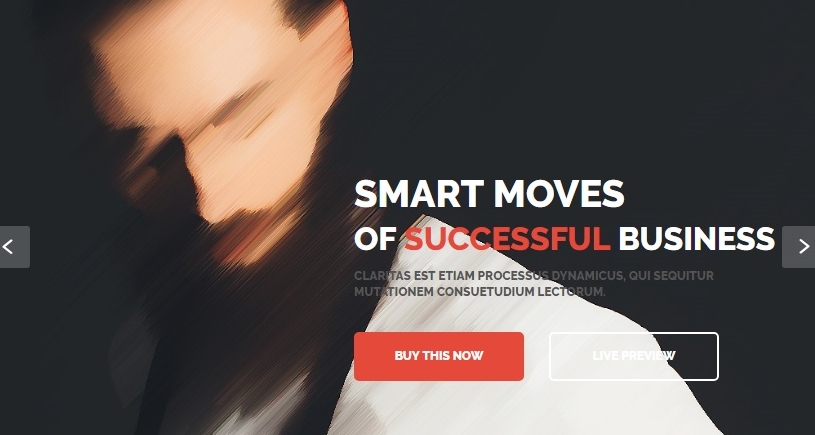 SMART MOVES
OF SUCCESSFUL BUSINESS
CLARITAS EST ETIAM PROCESSUS DYNAMICUS, QUI SEQUITUR
MUTATIONEM CONSUETUDIUM LECTORUM.
BUY THIS NOW LIVE PREVIEW